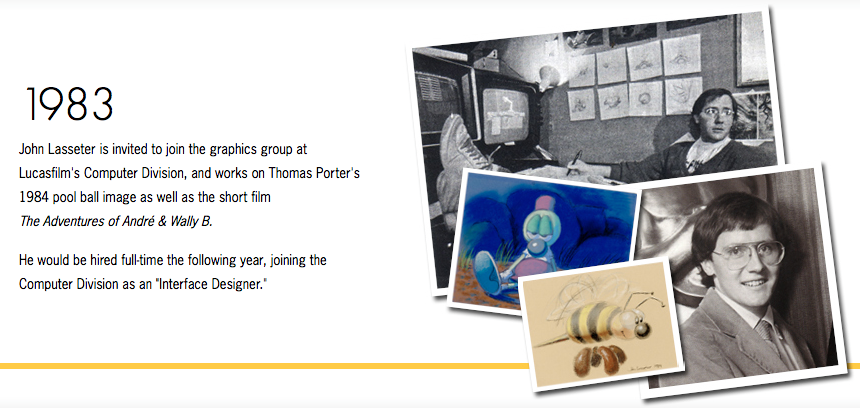 1983
John Lasseter is invited to join the graphics group at
Lucasfilm's Computer Division, and works on Thomas Porter's
1984 pool ball image as well as the short film
The Adventures of André & Wally B.
He would be hired full-time the following year, joining the
Computer Division as an "Interface Designer."